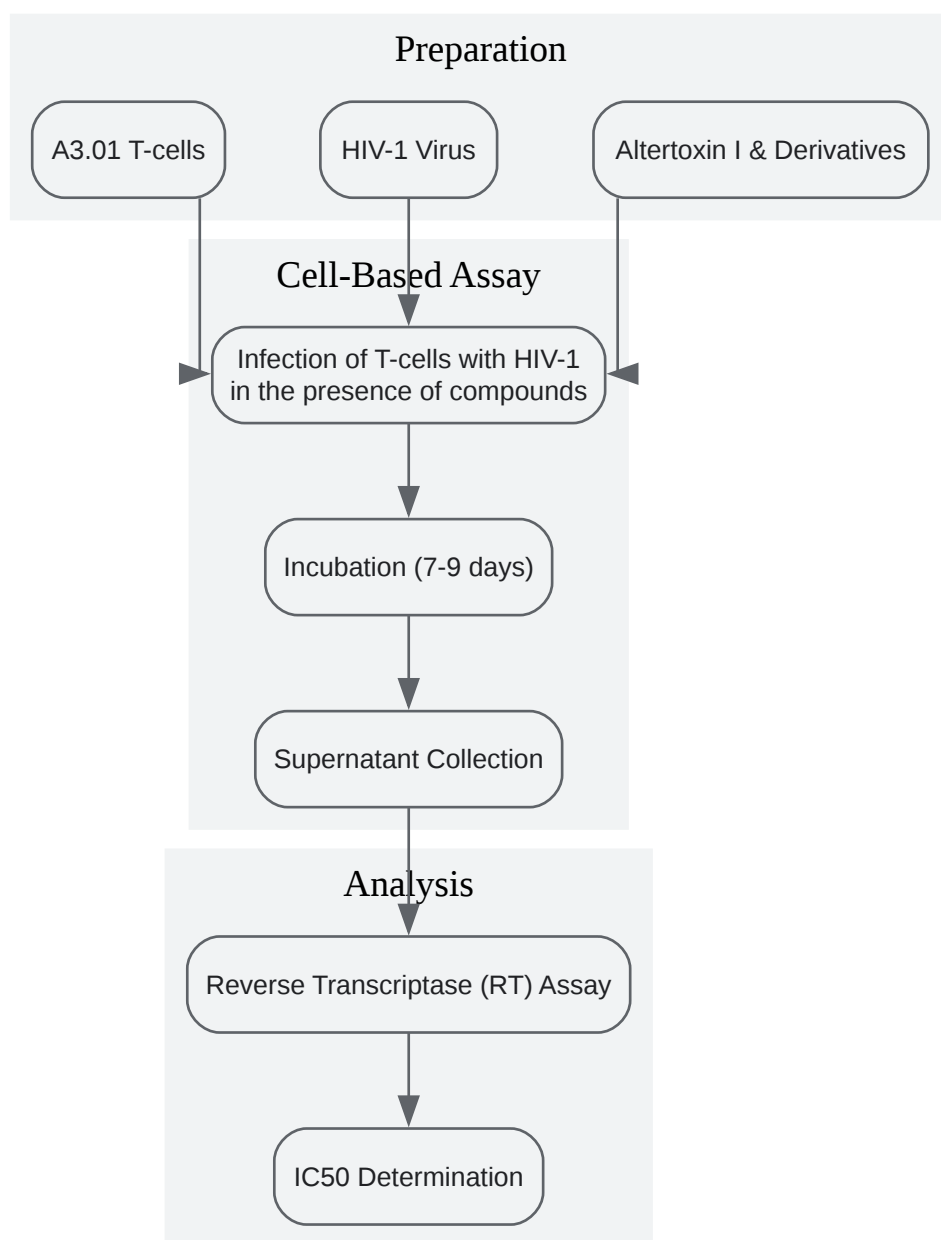 Preparation
A3.01 T-cells
HIV-1 Virus
Altertoxin I & Derivatives
Cell-Based Assay
Infection of T-cells with HIV-1
in the presence of compounds
Incubation (7-9 days)
Supernatant Collection
Analysis
Reverse Transcriptase (RT) Assay
IC50 Determination